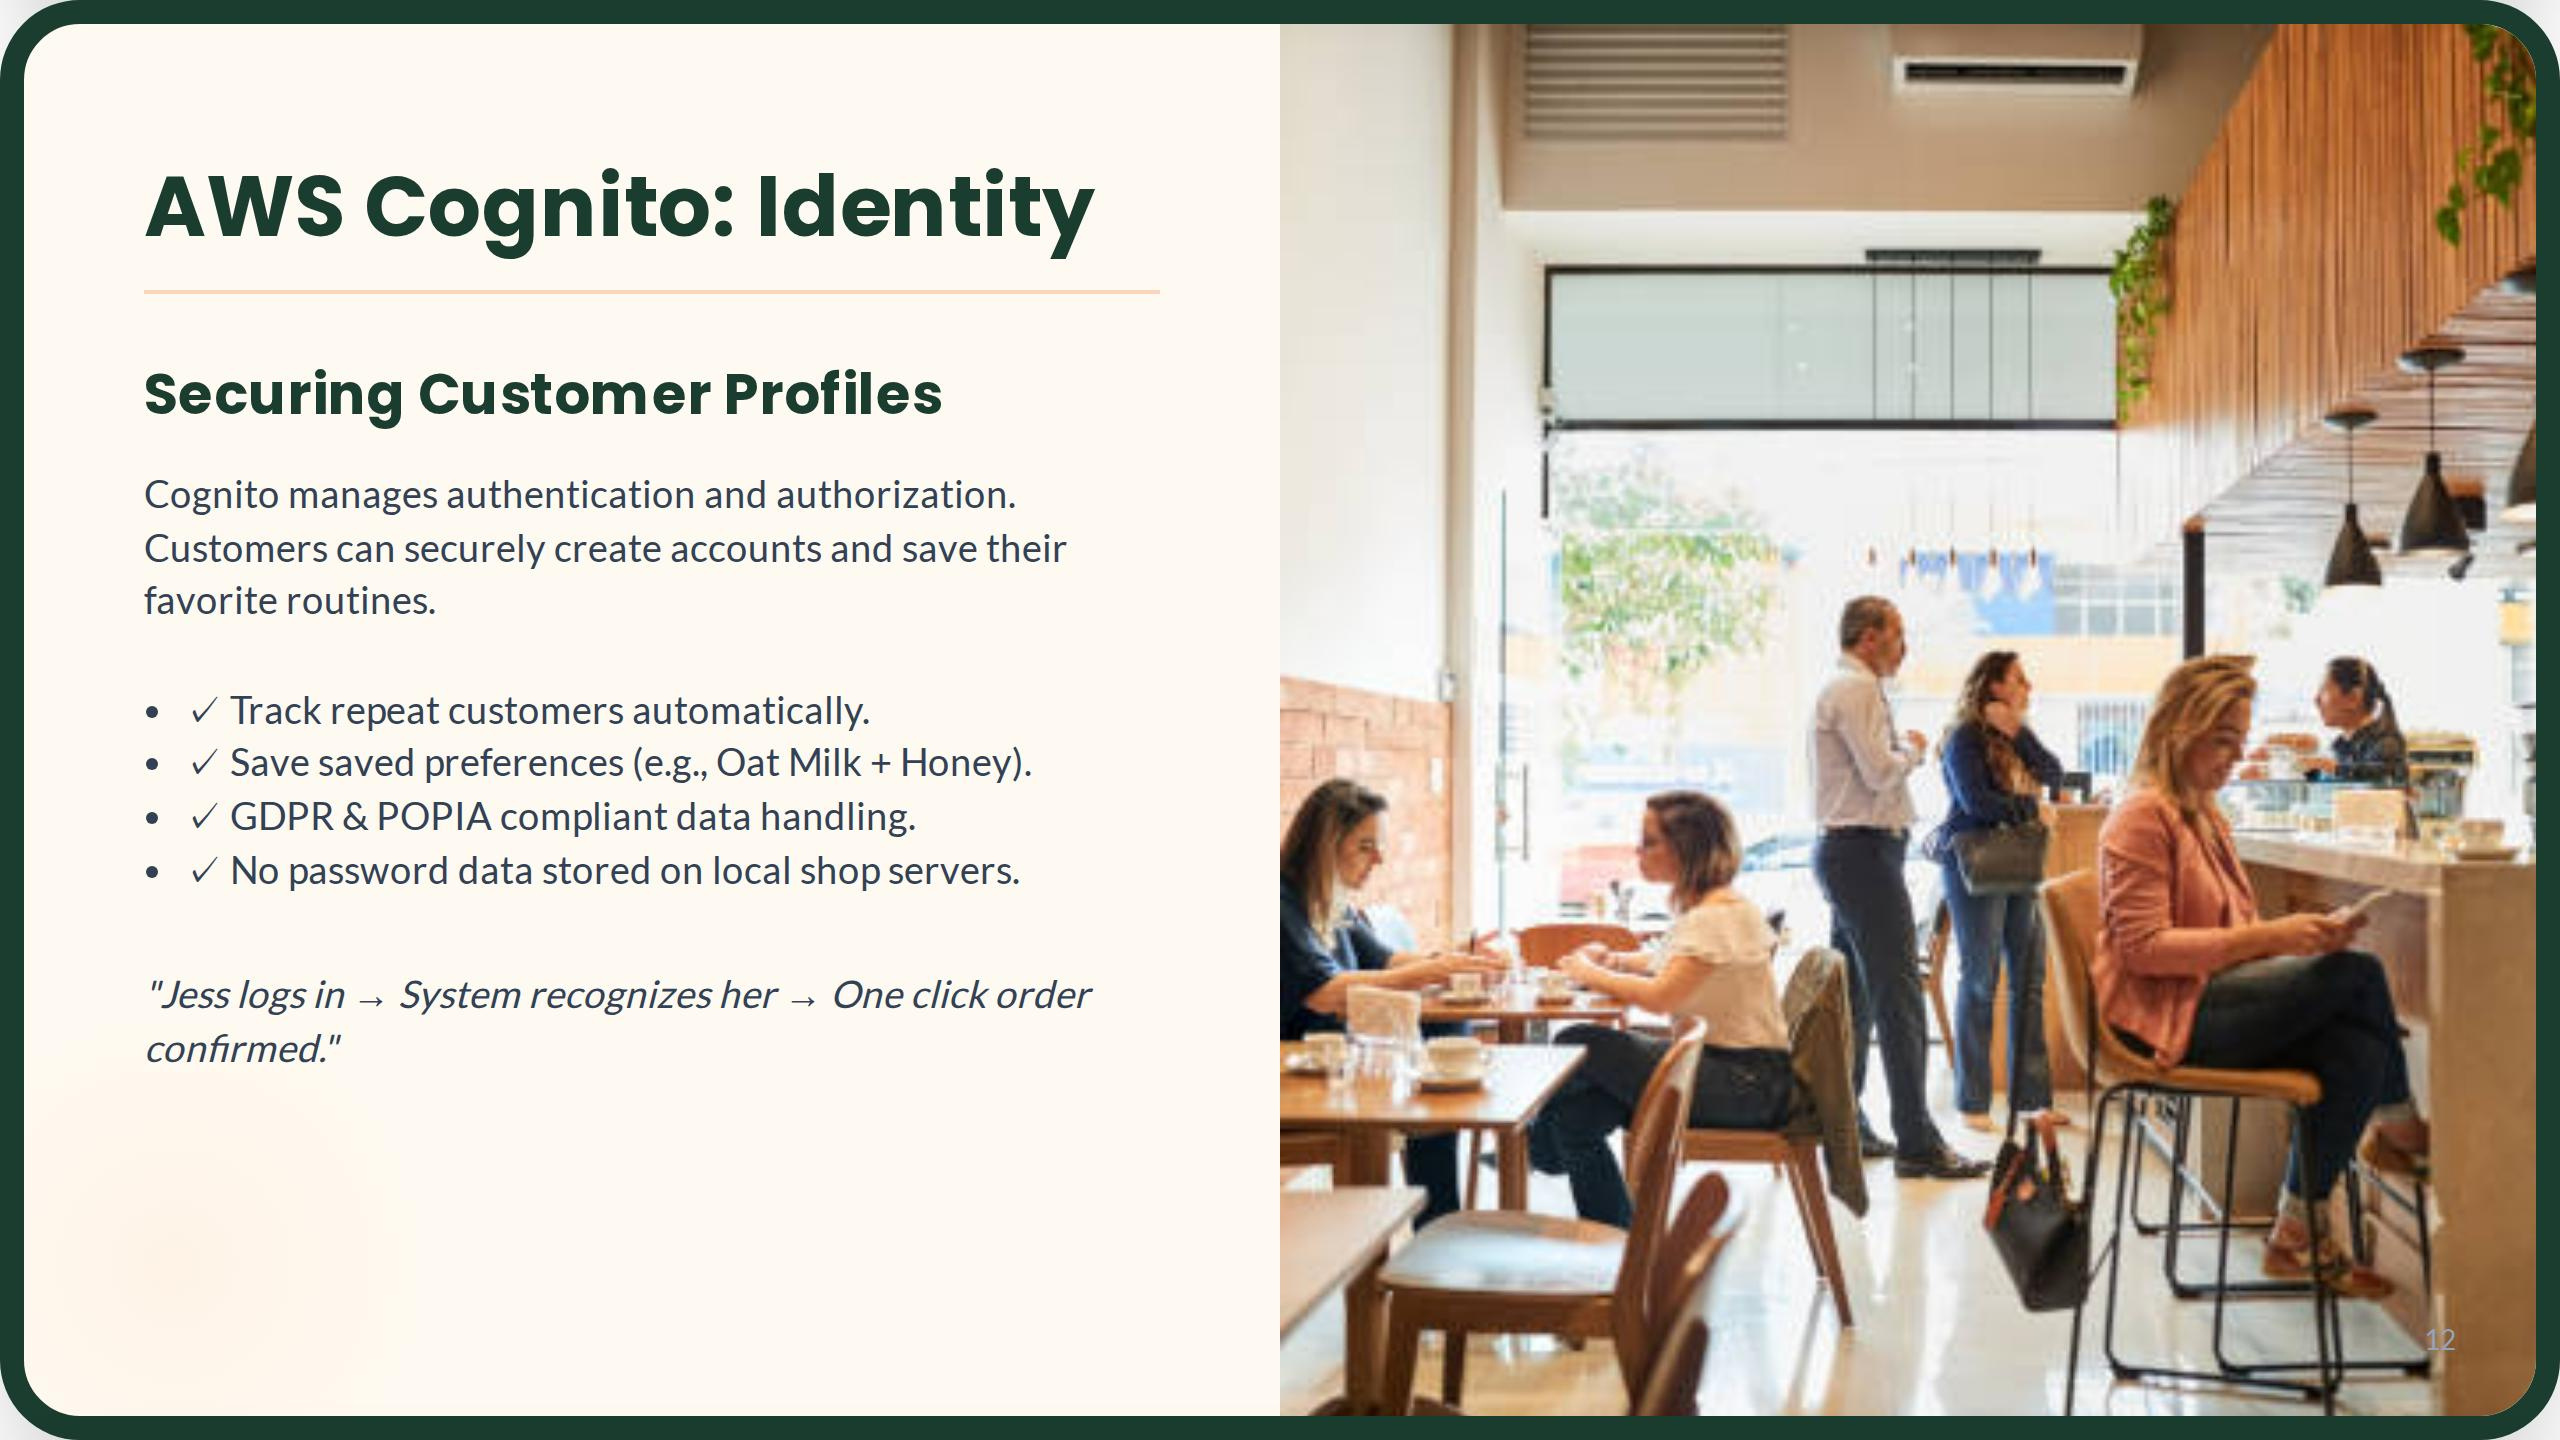 AWS Cognito: Identity
Securing Customer Profiles
Cognito manages authentication and authorization.
Customers can securely create accounts and save their
favorite routines.
• ✓ Track repeat customers automatically.
• ✓ Save saved preferences (e.g., Oat Milk + Honey).
• ✓ GDPR & POPIA compliant data handling.
• ✓ No password data stored on local shop servers.
"Jess logs in → System recognizes her → One click order
confirmed."
12